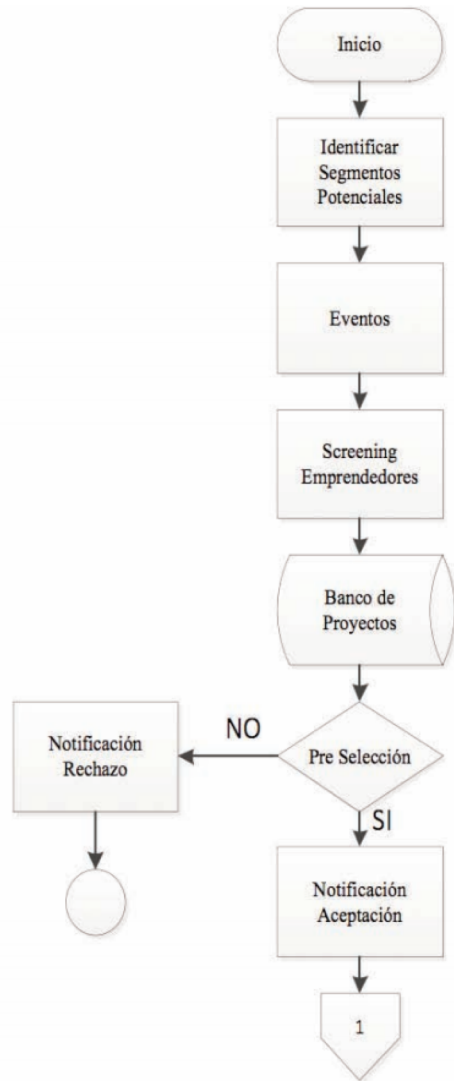 Inicio
Identificar
Segmentos
Potenciales
Eventos
Screening
Emprendedores
Banco de
Proyectos
Pre Selección
NO
Notificación
Rechazo
SI
Notificación
Aceptación
1